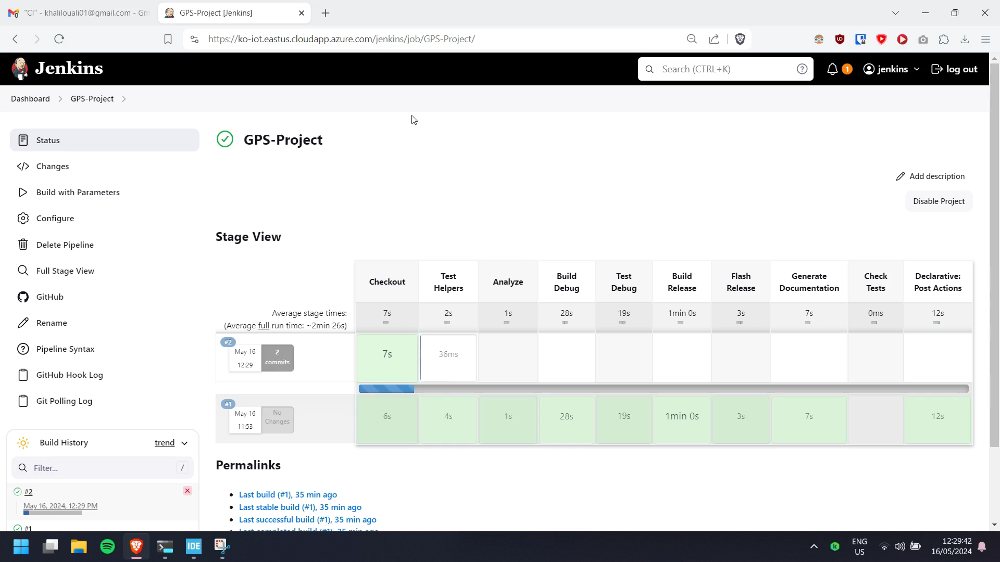 "CI" - khalilouali01@gmail.com - Gm
GPS-Project [Jenkins]
https://ko-iot.eastus.cloudapp.azure.com/jenkins/job/GPS-Project/
Jenkins
Search (CTRL+K)
1
jenkins
log out
Dashboard
GPS-Project
Status
Changes
Build with Parameters
Configure
Delete Pipeline
Full Stage View
GitHub
Rename
Pipeline Syntax
GitHub Hook Log
Git Polling Log
Build History
trend
Filter...
/
#2
May 16, 2024, 12:29 PM
#1
GPS-Project
Add description
Disable Project
Stage View
Checkout
Test
Helpers
Analyze
Build
Debug
Test
Debug
Build
Release
Flash
Release
Generate
Documentation
Check
Tests
Declarative:
Post Actions
Average stage times:
(Average full run time: ~2min 26s)
7s
2s
1s
28s
19s
1min 0s
3s
7s
0ms
12s
#2
May 16
12:29
2
commits
7s
36ms
#1
May 16
11:53
No
Changes
6s
4s
1s
28s
19s
1min 0s
3s
7s
12s
Permalinks
Last build (#1), 35 min ago
Last stable build (#1), 35 min ago
Last successful build (#1), 35 min ago
Last completed build (#1), 35 min ago
IDE
ENG
US
12:29:42
16/05/2024